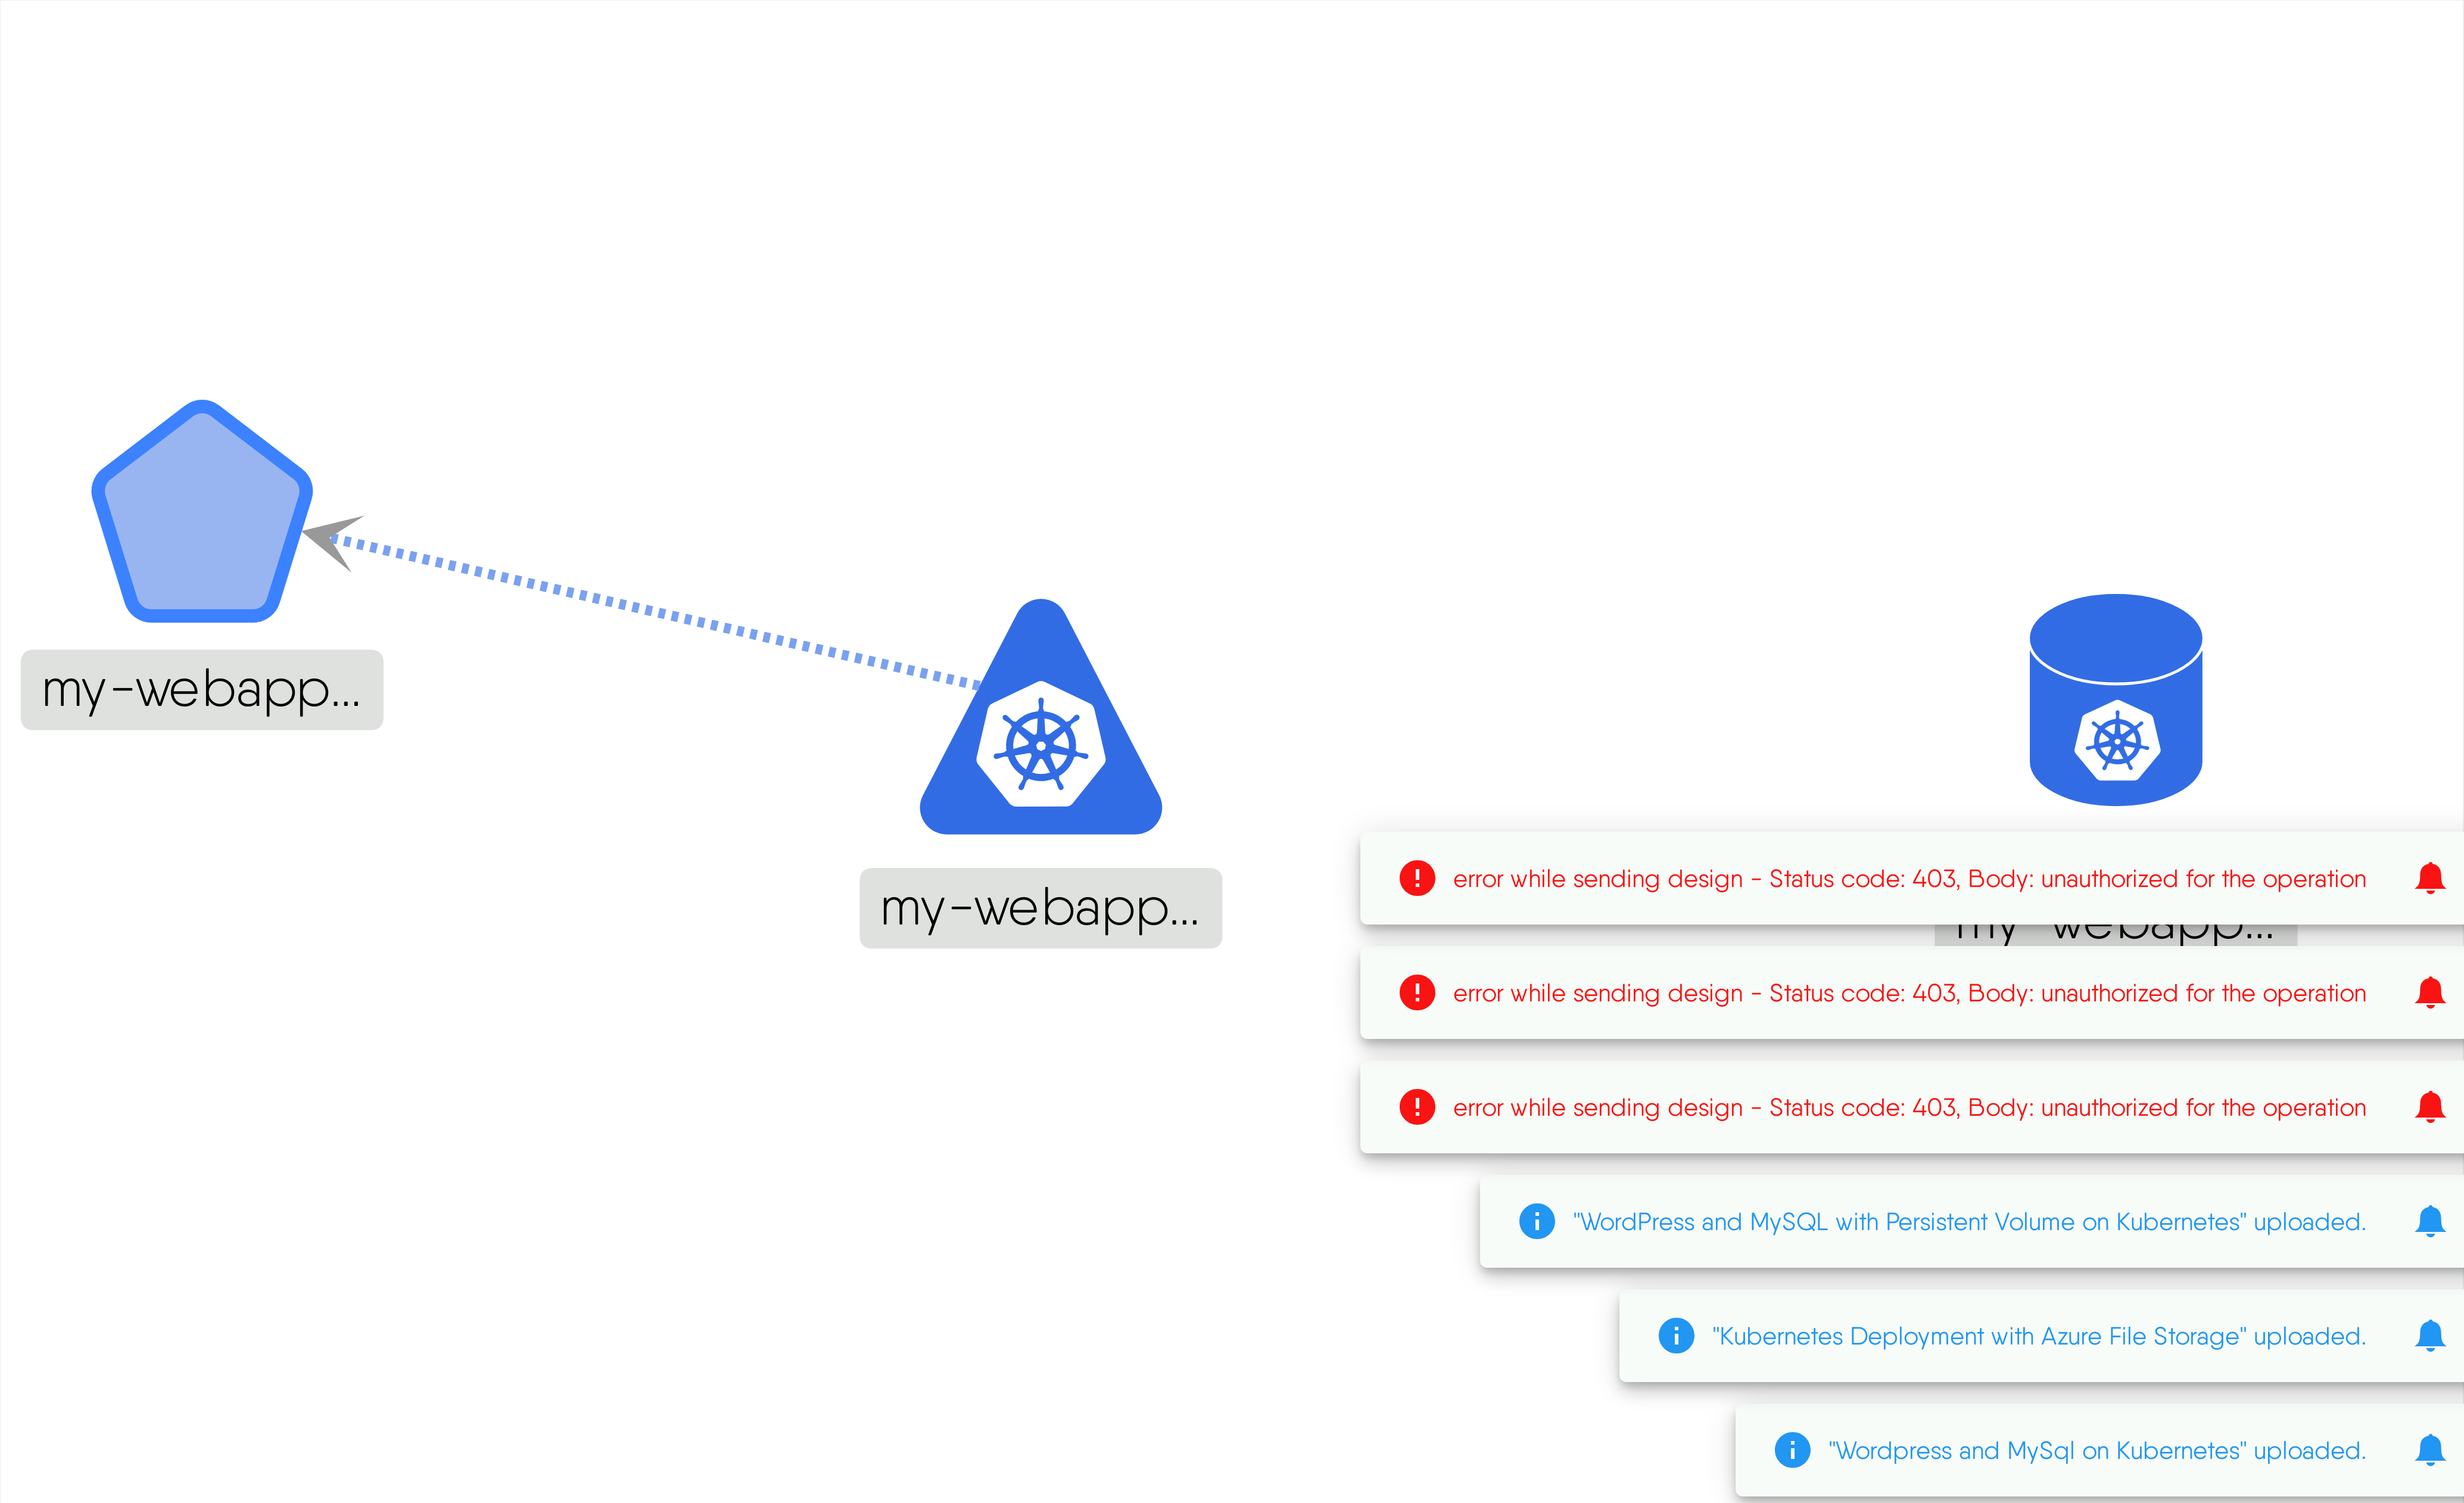 my-webapp...
my-webapp...
error while sending design - Status code: 403, Body: unauthorized for the operation
my-webapp...
error while sending design - Status code: 403, Body: unauthorized for the operation
error while sending design - Status code: 403, Body: unauthorized for the operation
"WordPress and MySQL with Persistent Volume on Kubernetes" uploaded.
"Kubernetes Deployment with Azure File Storage" uploaded.
"Wordpress and MySql on Kubernetes" uploaded.